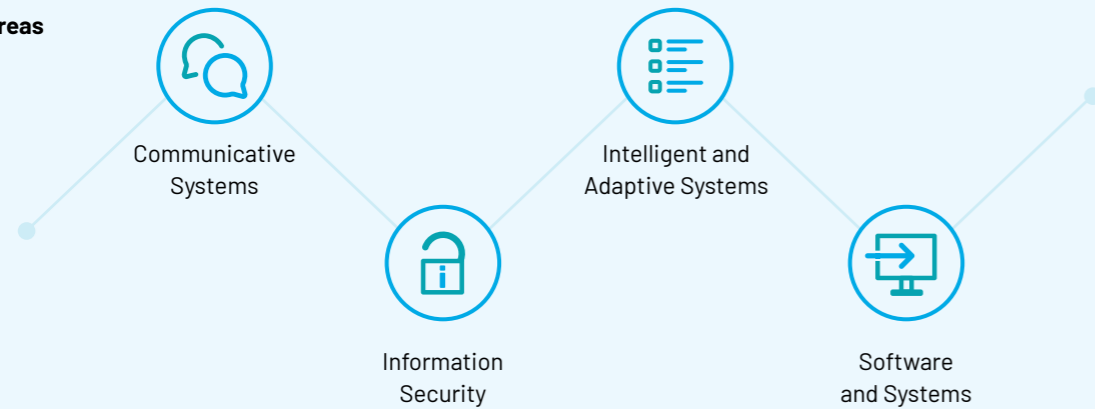 reas
Communicative
Systems
Intelligent and
Adaptive Systems
i
Information
Security
Software
and Systems